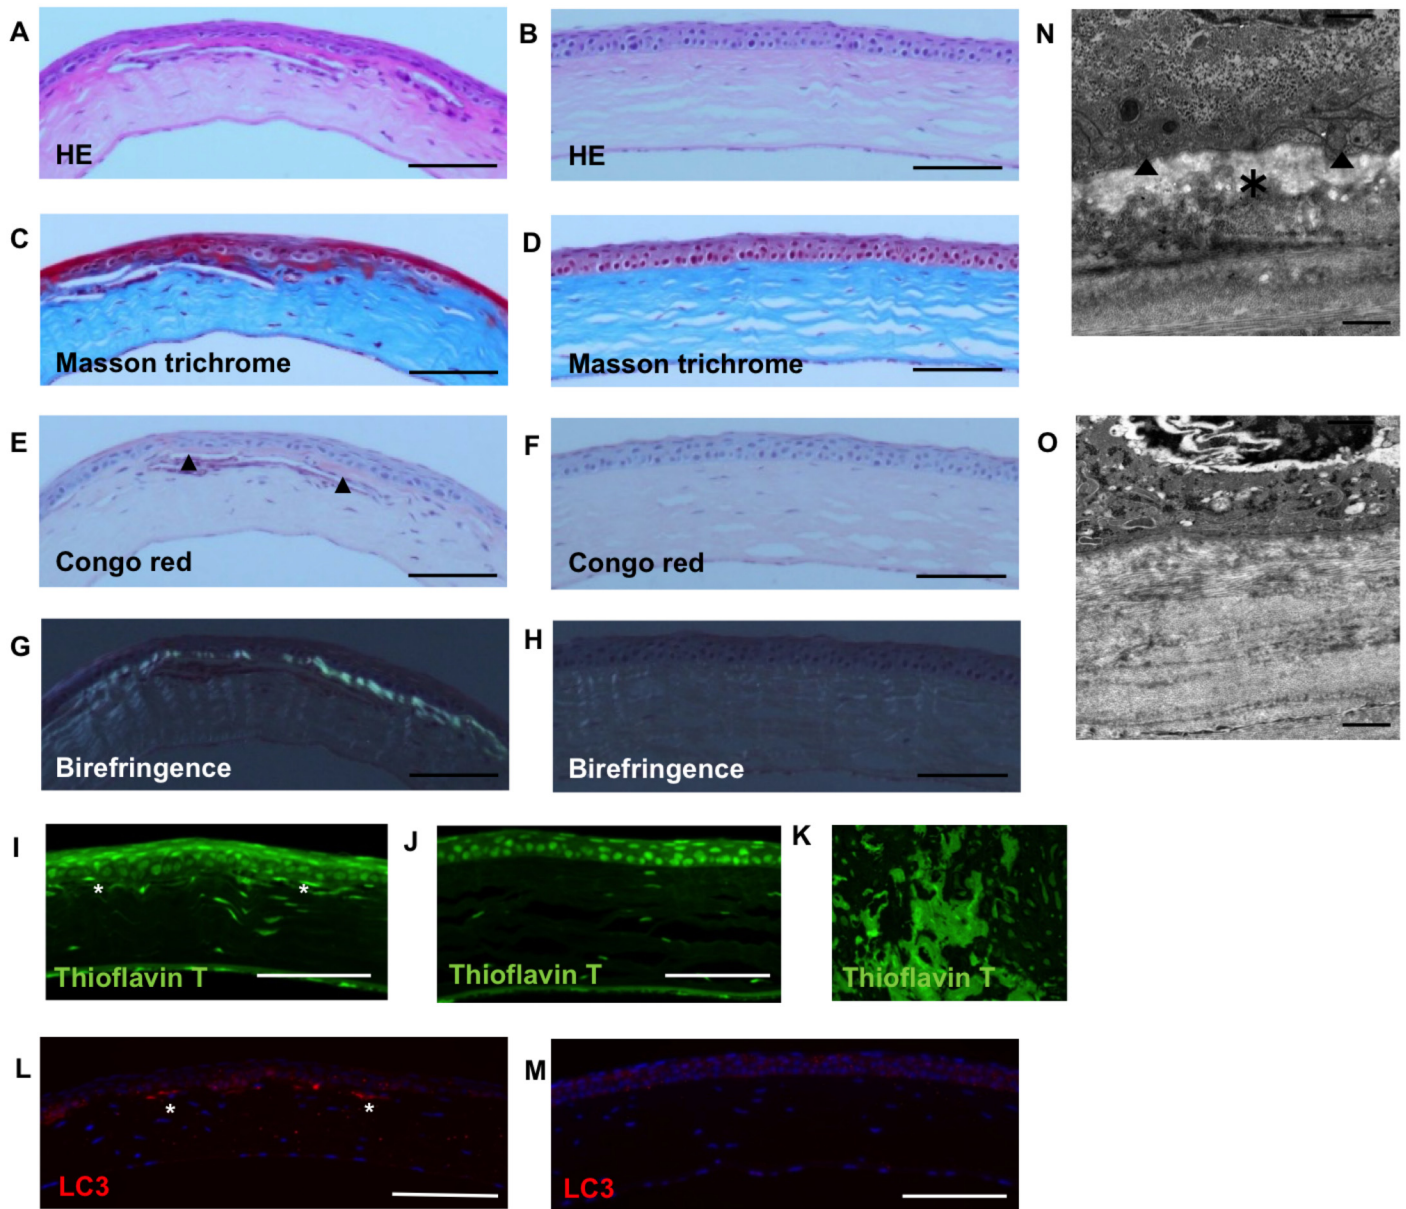 A
B
N
HE
HE
C
D
Masson trichrome
Masson trichrome
E
F
O
Congo red
Congo red
G
H
Birefringence
Birefringence
I
J
K
*
*
Thioflavin T
Thioflavin T
Thioflavin T
L
M
*
*
LC3
LC3